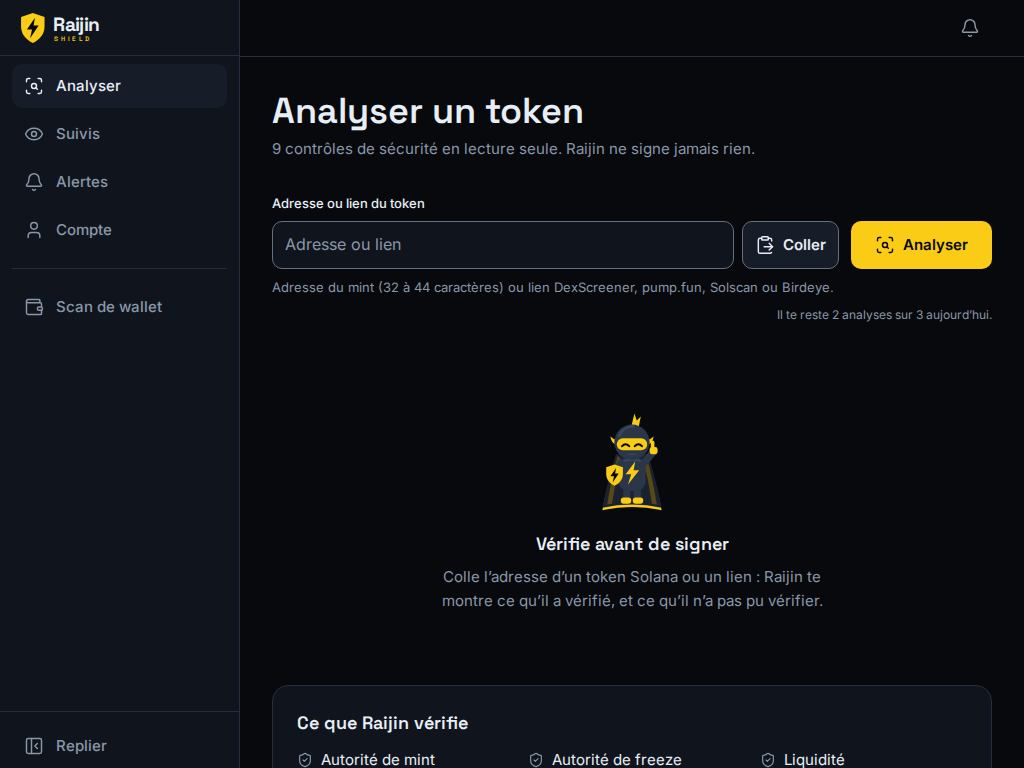 Raijin
SHIELD
Analyser
Suivis
Alertes
Compte
Scan de wallet
Replier
Analyser un token
9 contrôles de sécurité en lecture seule. Raijin ne signe jamais rien.
Adresse ou lien du token
Adresse ou lien
Coller
Analyser
Adresse du mint (32 à 44 caractères) ou lien DexScreener, pump.fun, Solscan ou Birdeye.
Il te reste 2 analyses sur 3 aujourd’hui.
Vérifie avant de signer
Colle l’adresse d’un token Solana ou un lien : Raijin te
montre ce qu’il a vérifié, et ce qu’il n’a pas pu vérifier.
Ce que Raijin vérifie
Autorité de mint
Autorité de freeze
Liquidité